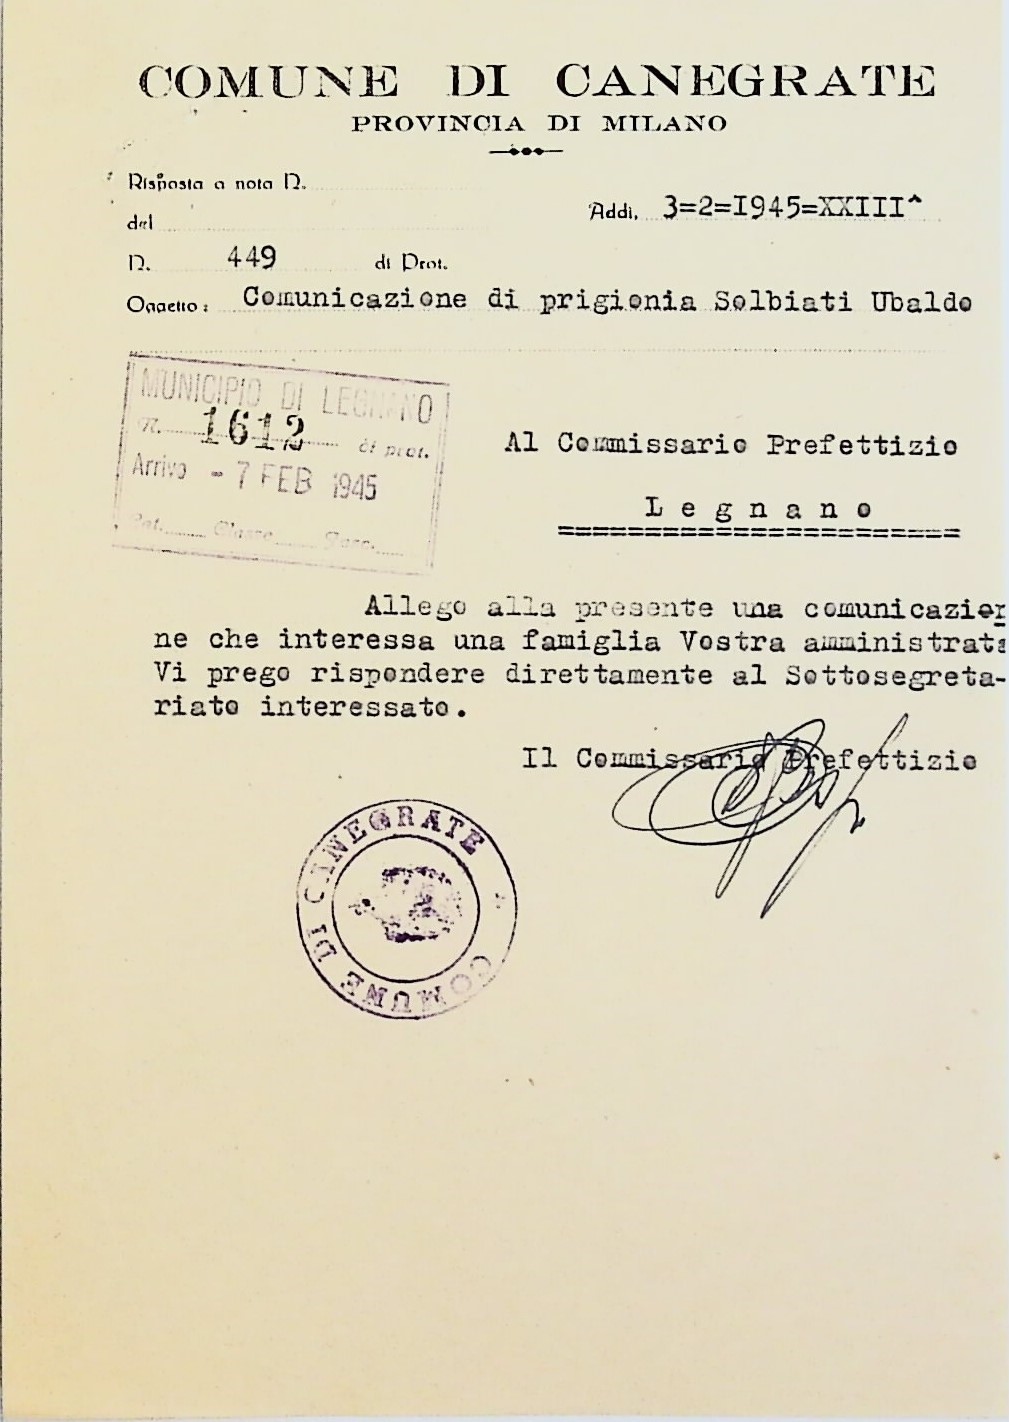 COMUNE DI CANEGRATE
PROVINCIA DI MILANO
Risposta a nota N.
del
Addì, 3=2=1945=XXIII^
N. 449 di Prot.
Oggetto: Comunicazione di prigionia Solbiati Ubaldo
MUNICIPIO DI LEGNANO
N. 1612 di prot.
Arrivo - 7 FEB 1945
Cat. Classe Fasc.
Al Commissario Prefettizio
Legnano
Allego alla presente una comunicazio
ne che interessa una famiglia Vostra amministrata
Vi prego rispondere direttamente al Sottosegreta-
riato interessato.
Il Commissario Prefettizio
COMUNE DI CANEGRATE